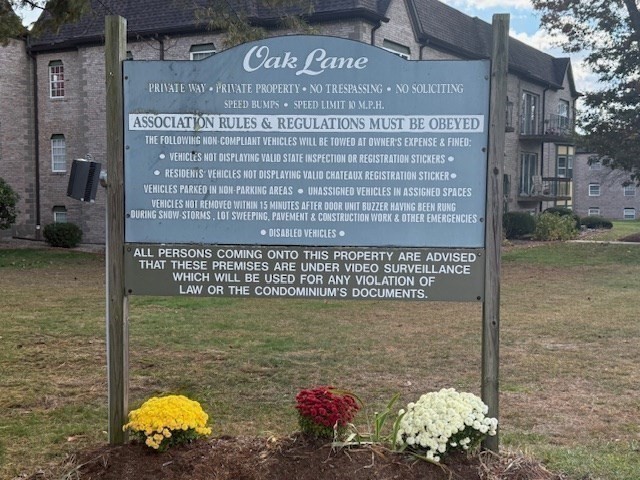 Oak Lane
PRIVATE WAY • PRIVATE PROPERTY • NO TRESPASSING • NO SOLICITING
SPEED BUMPS • SPEED LIMIT 10 M.P.H.
ASSOCIATION RULES & REGULATIONS MUST BE OBEYED
THE FOLLOWING NON-COMPLIANT VEHICLES WILL BE TOWED AT OWNER'S EXPENSE & FINED:
• VEHICLES NOT DISPLAYING VALID STATE INSPECTION OR REGISTRATION STICKERS •
• RESIDENTS' VEHICLES NOT DISPLAYING VALID CHATEAUX REGISTRATION STICKER •
VEHICLES PARKED IN NON-PARKING AREAS • UNASSIGNED VEHICLES IN ASSIGNED SPACES
VEHICLES NOT REMOVED WITHIN 15 MINUTES AFTER DOOR UNIT BUZZER HAVING BEEN RUNG
DURING SNOW-STORMS, LOT SWEEPING, PAVEMENT & CONSTRUCTION WORK & OTHER EMERGENCIES
• DISABLED VEHICLES •
ALL PERSONS COMING ONTO THIS PROPERTY ARE ADVISED
THAT THESE PREMISES ARE UNDER VIDEO SURVEILLANCE
WHICH WILL BE USED FOR ANY VIOLATION OF
LAW OR THE CONDOMINIUM'S DOCUMENTS.